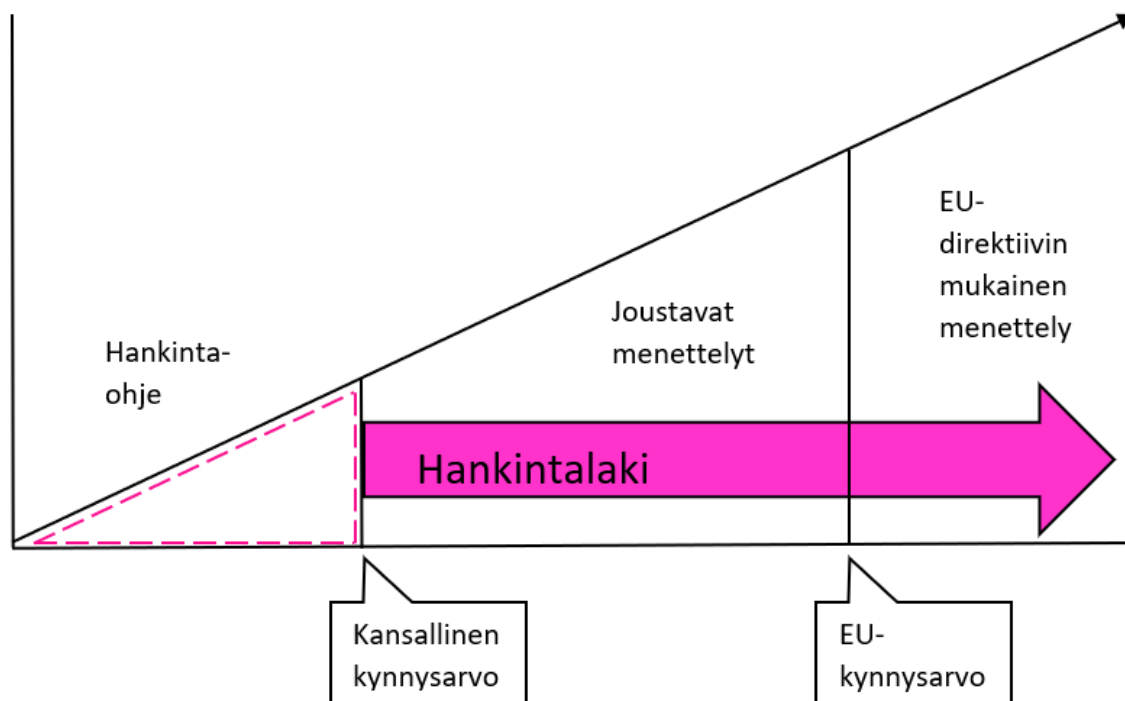 EU-
direktiivin
mukainen
menettely
Joustavat
menettelyt
Hankinta-
ohje
Hankintalaki
Kansallinen
kynnysarvo
EU-
kynnysarvo